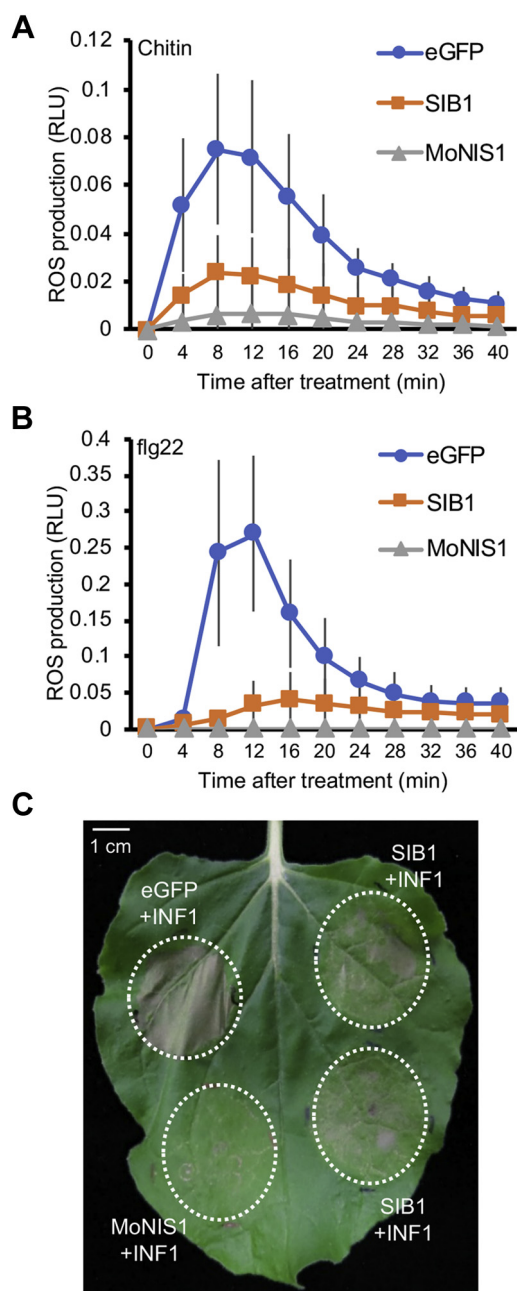 A
Chitin
eGFP
SIB1
MoNIS1
ROS production (RLU)
0.12
0.1
0.08
0.06
0.04
0.02
0
0 4 8 12 16 20 24 28 32 36 40
Time after treatment (min)
B
flg22
eGFP
SIB1
MoNIS1
ROS production (RLU)
0.4
0.35
0.3
0.25
0.2
0.15
0.1
0.05
0
0 4 8 12 16 20 24 28 32 36 40
Time after treatment (min)
C
1 cm
eGFP
+INF1
SIB1
+INF1
MoNIS1
+INF1
SIB1
+INF1